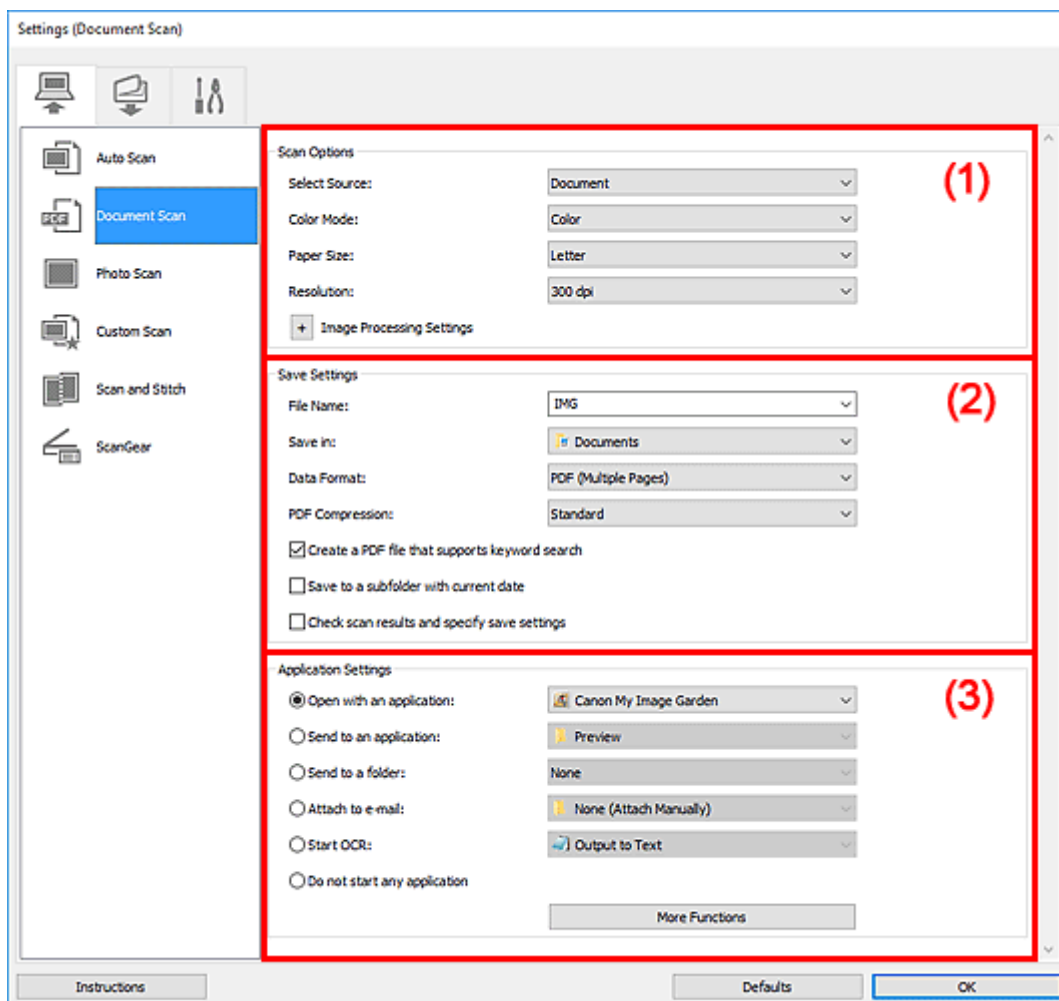 Settings (Document Scan)
Auto Scan
PDF Document Scan
Photo Scan
Custom Scan
Scan and Stitch
ScanGear
Scan Options
(1)
Select Source: Document
Color Mode: Color
Paper Size: Letter
Resolution: 300 dpi
+ Image Processing Settings
Save Settings
(2)
File Name: IMG
Save in: Documents
Data Format: PDF (Multiple Pages)
PDF Compression: Standard
Create a PDF file that supports keyword search
Save to a subfolder with current date
Check scan results and specify save settings
Application Settings
(3)
Open with an application: Canon My Image Garden
Send to an application: Preview
Send to a folder: None
Attach to e-mail: None (Attach Manually)
Start OCR: Output to Text
Do not start any application
More Functions
Instructions Defaults OK